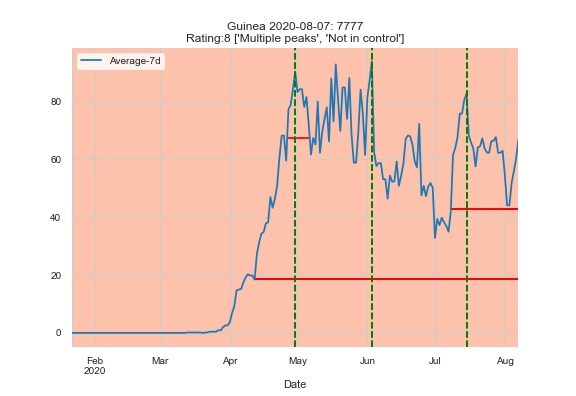 Guinea 2020-08-07: 7777
Rating:8 ['Multiple peaks', 'Not in control']
Average-7d
80
60
40
20
0
Feb
2020
Mar
Apr
May
Jun
Jul
Aug
Date